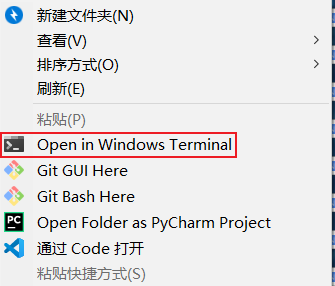 新建文件夹(N)
查看(V)
排序方式(O)
刷新(E)
粘贴(P)
Open in Windows Terminal
Git GUI Here
Git Bash Here
Open Folder as PyCharm Project
通过 Code 打开
粘贴快捷方式(S)